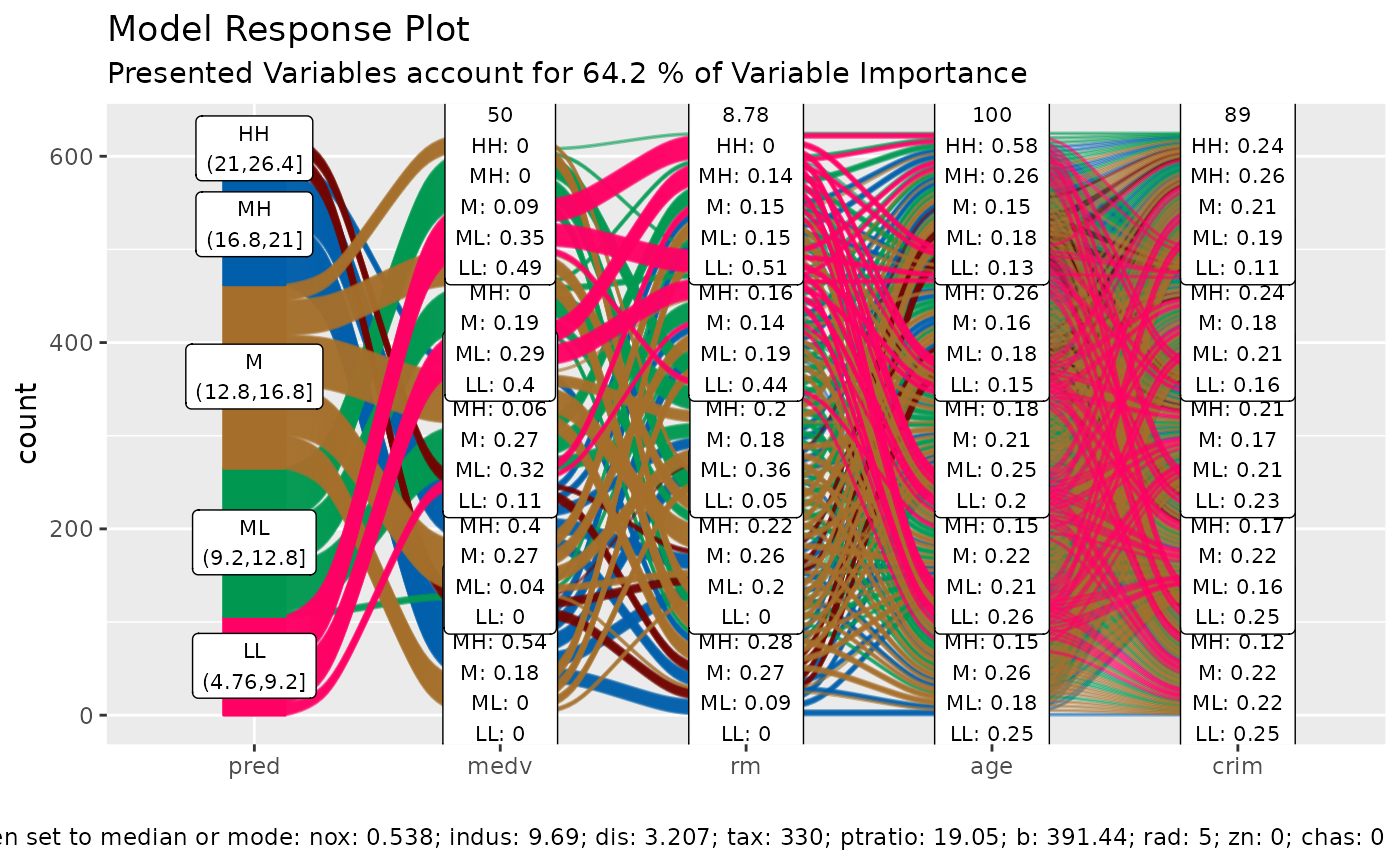 Model Response Plot
Presented Variables account for 64.2 % of Variable Importance
count
600
400
200
0
HH
(21,26.4]
MH
(16.8,21]
M
(12.8,16.8]
ML
(9.2,12.8]
LL
(4.76,9.2]
50
HH: 0
MH: 0
M: 0.09
ML: 0.35
LL: 0.49
MH: 0
M: 0.19
ML: 0.29
LL: 0.4
MH: 0.06
M: 0.27
ML: 0.32
LL: 0.11
MH: 0.4
M: 0.27
ML: 0.04
LL: 0
MH: 0.54
M: 0.18
ML: 0
LL: 0
8.78
HH: 0
MH: 0.14
M: 0.15
ML: 0.15
LL: 0.51
MH: 0.16
M: 0.14
ML: 0.19
LL: 0.44
MH: 0.2
M: 0.18
ML: 0.36
LL: 0.05
MH: 0.22
M: 0.26
ML: 0.2
LL: 0
MH: 0.28
M: 0.27
ML: 0.09
LL: 0
100
HH: 0.58
MH: 0.26
M: 0.15
ML: 0.18
LL: 0.13
MH: 0.26
M: 0.16
ML: 0.18
LL: 0.15
MH: 0.18
M: 0.21
ML: 0.25
LL: 0.2
MH: 0.15
M: 0.22
ML: 0.21
LL: 0.26
MH: 0.15
M: 0.26
ML: 0.18
LL: 0.25
89
HH: 0.24
MH: 0.26
M: 0.21
ML: 0.19
LL: 0.11
MH: 0.24
M: 0.18
ML: 0.21
LL: 0.16
MH: 0.21
M: 0.17
ML: 0.21
LL: 0.23
MH: 0.17
M: 0.22
ML: 0.16
LL: 0.25
MH: 0.12
M: 0.22
ML: 0.22
LL: 0.25
pred medv rm age crim
en set to median or mode: nox: 0.538; indus: 9.69; dis: 3.207; tax: 330; ptratio: 19.05; b: 391.44; rad: 5; zn: 0; chas: 0